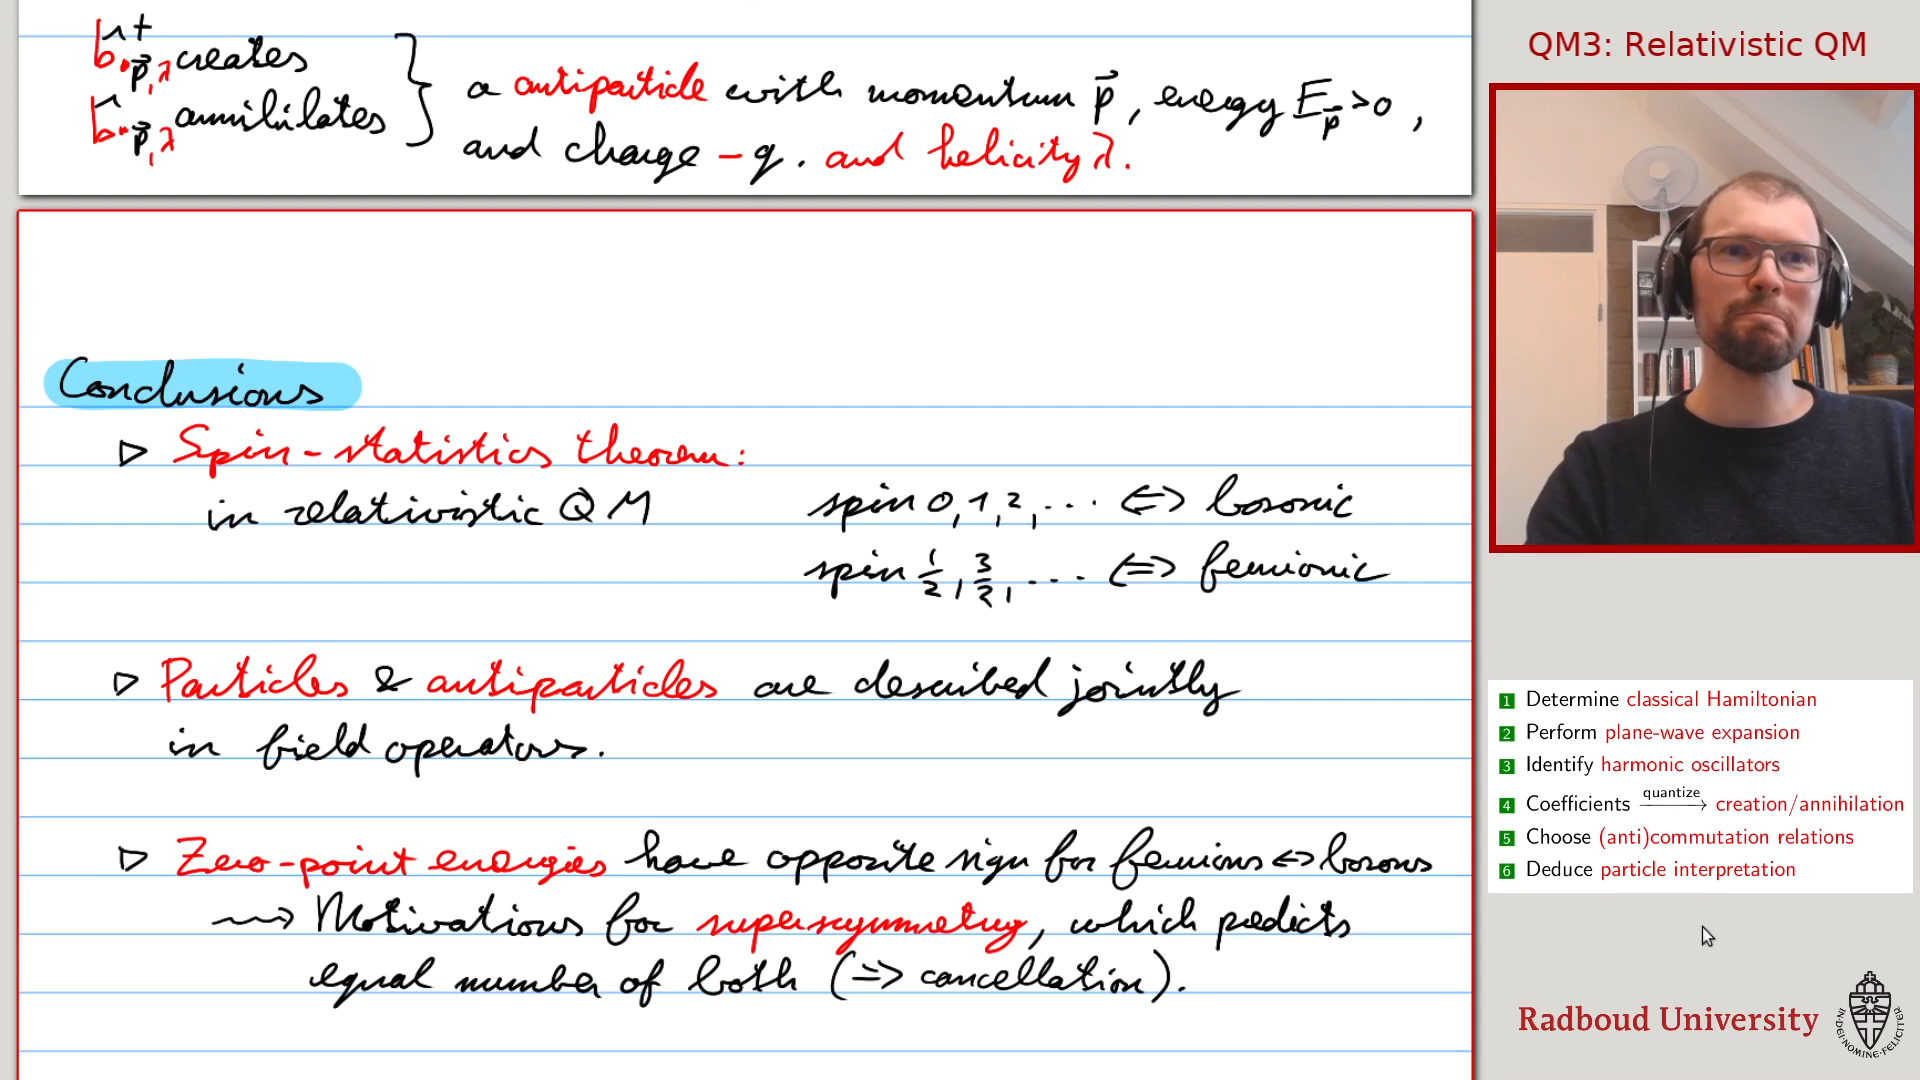 b̂†p⃗,λ creates
b̂p⃗,λ annihilates
a antiparticle with momentum p⃗, energy Ep⃗>0,
and charge -q. and helicity λ.
Conclusions
▷ Spin-statistics theorem:
in relativistic QM spin 0,1,2,... ⇔ bosonic
spin 1/2, 3/2, ... ⇔ fermionic
▷ Particles & antiparticles are described jointly
in field operators.
▷ Zero-point energies have opposite sign for fermions ↔ bosons
⇝ Motivations for supersymmetry, which predicts
equal number of both (⇒ cancellation).
QM3: Relativistic QM
1 Determine classical Hamiltonian
2 Perform plane-wave expansion
3 Identify harmonic oscillators
4 Coefficients quantize⟶ creation/annihilation
5 Choose (anti)commutation relations
6 Deduce particle interpretation
Radboud University
IN·DEI·NOMINE·FELICITER